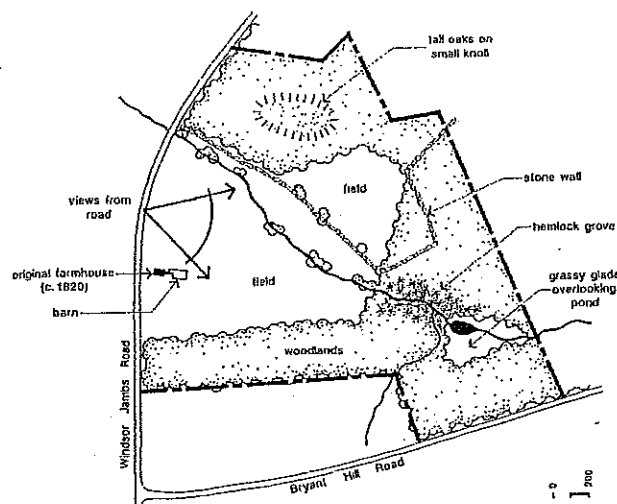 tall oaks on
small knoll
field
stone wall
views from
road
hemlock grove
original farmhouse
(c. 1820)
grassy glade
overlooking
pond
field
barn
woodlands
Windsor Jambs Road
Bryant Hill Road
0
200